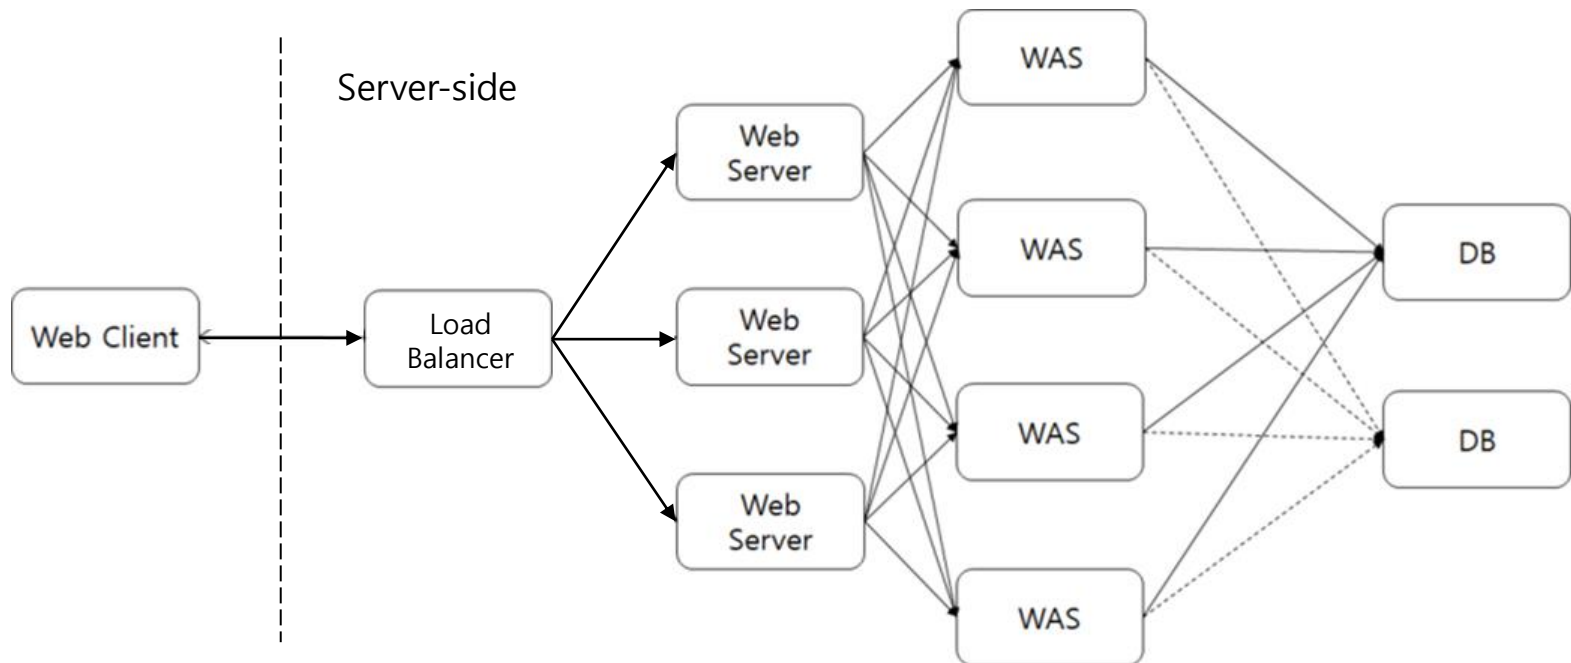 Server-side
Web Client
Load
Balancer
Web
Server
Web
Server
Web
Server
WAS
WAS
WAS
WAS
DB
DB